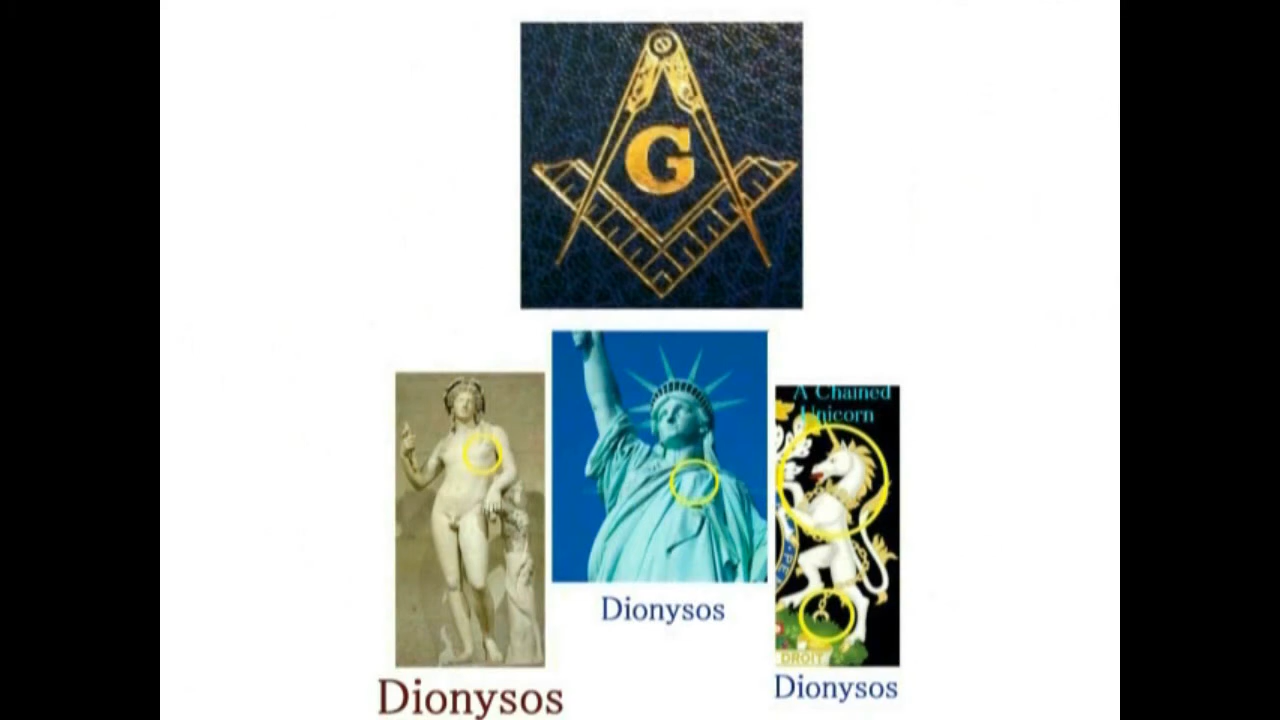 G
A Chained
Unicorn
DROIT
Dionysos
Dionysos
Dionysos